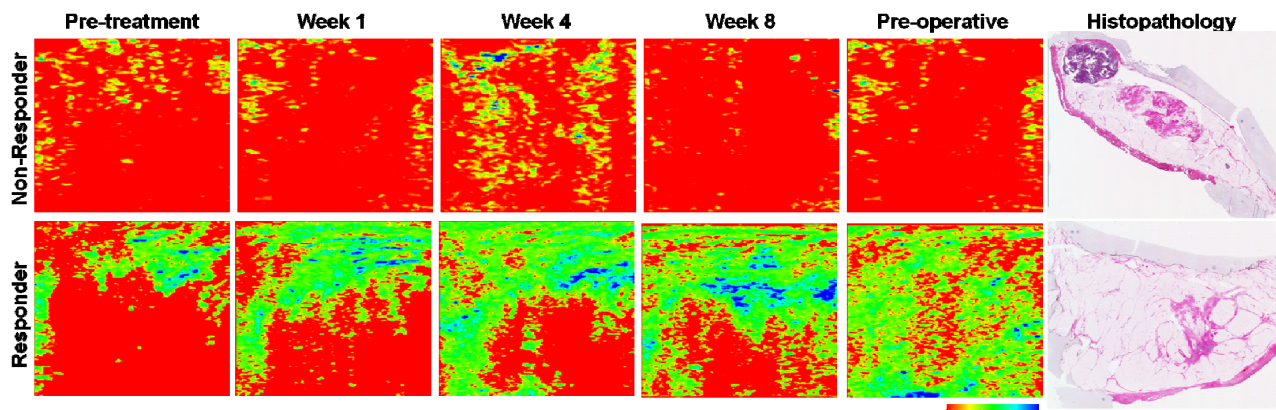 Pre-treatment Week 1 Week 4 Week 8 Pre-operative Histopathology
Non-Responder
Responder